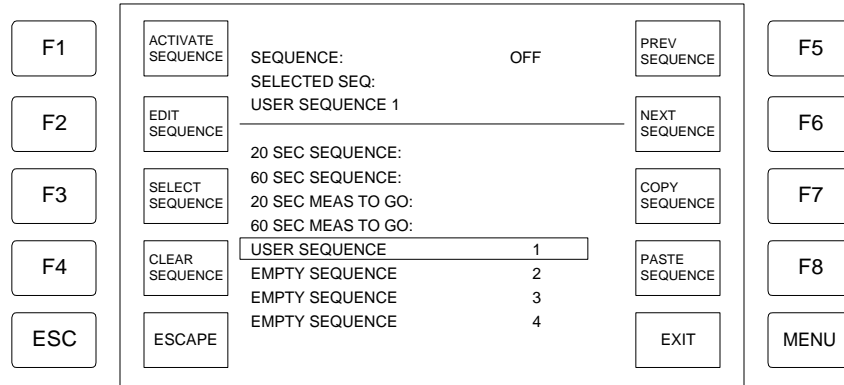 F1
ACTIVATE
SEQUENCE
SEQUENCE: OFF
PREV
SEQUENCE
F5
SELECTED SEQ:
USER SEQUENCE 1
F2
EDIT
SEQUENCE
NEXT
SEQUENCE
F6
20 SEC SEQUENCE:
60 SEC SEQUENCE:
F3
SELECT
SEQUENCE
20 SEC MEAS TO GO:
COPY
SEQUENCE
F7
60 SEC MEAS TO GO:
USER SEQUENCE 1
F4
CLEAR
SEQUENCE
EMPTY SEQUENCE 2
PASTE
SEQUENCE
F8
EMPTY SEQUENCE 3
EMPTY SEQUENCE 4
ESC
ESCAPE
EXIT
MENU